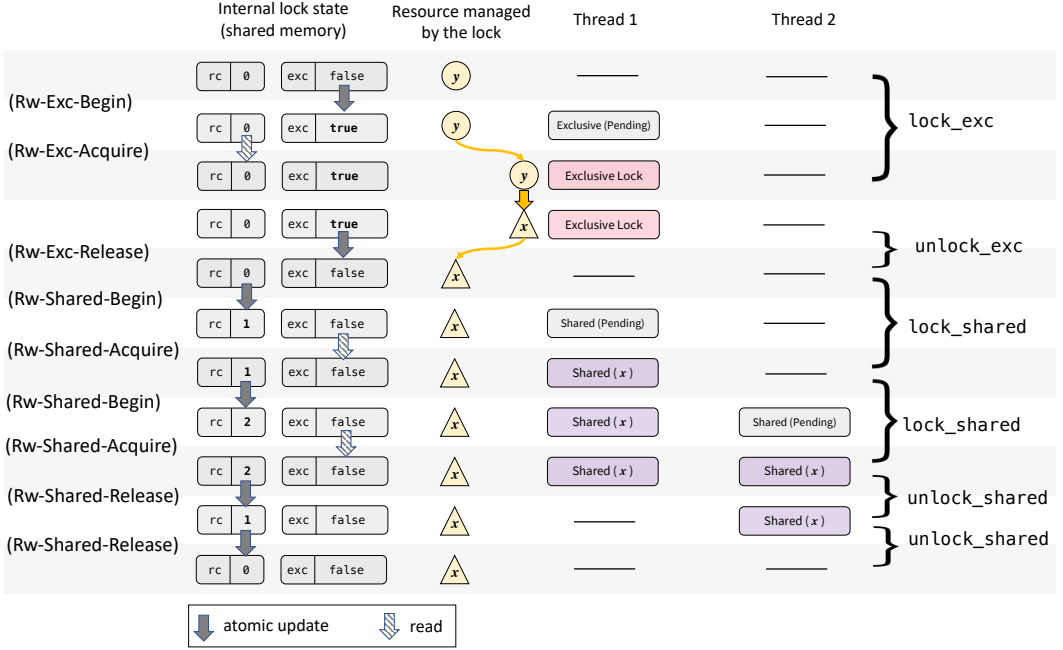 Internal lock state
(shared memory)
Resource managed
by the lock
Thread 1
Thread 2
rc 0 exc false y
(Rw-Exc-Begin)
lock_exc
rc 0 exc true y Exclusive (Pending)
(Rw-Exc-Acquire)
rc 0 exc true y Exclusive Lock
rc 0 exc true x Exclusive Lock
(Rw-Exc-Release)
unlock_exc
rc 0 exc false x
(Rw-Shared-Begin)
rc 1 exc false x Shared (Pending)
lock_shared
(Rw-Shared-Acquire)
rc 1 exc false x Shared ( x )
(Rw-Shared-Begin)
rc 2 exc false x Shared ( x ) Shared (Pending)
lock_shared
(Rw-Shared-Acquire)
rc 2 exc false x Shared ( x ) Shared ( x )
(Rw-Shared-Release)
unlock_shared
rc 1 exc false x Shared ( x )
(Rw-Shared-Release)
unlock_shared
rc 0 exc false x
atomic update
read